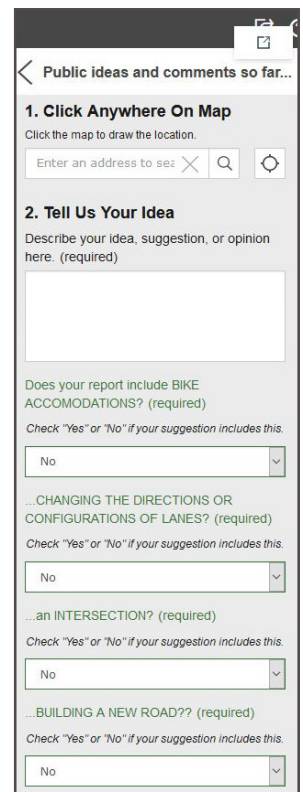 Public ideas and comments so far...
1. Click Anywhere On Map
Click the map to draw the location.
Enter an address to sea
2. Tell Us Your Idea
Describe your idea, suggestion, or opinion
here. (required)
Does your report include BIKE
ACCOMODATIONS? (required)
Check "Yes" or "No" if your suggestion includes this.
No
...CHANGING THE DIRECTIONS OR
CONFIGURATIONS OF LANES? (required)
Check "Yes" or "No" if your suggestion includes this.
No
...an INTERSECTION? (required)
Check "Yes" or "No" if your suggestion includes this.
No
...BUILDING A NEW ROAD?? (required)
Check "Yes" or "No" if your suggestion includes this.
No